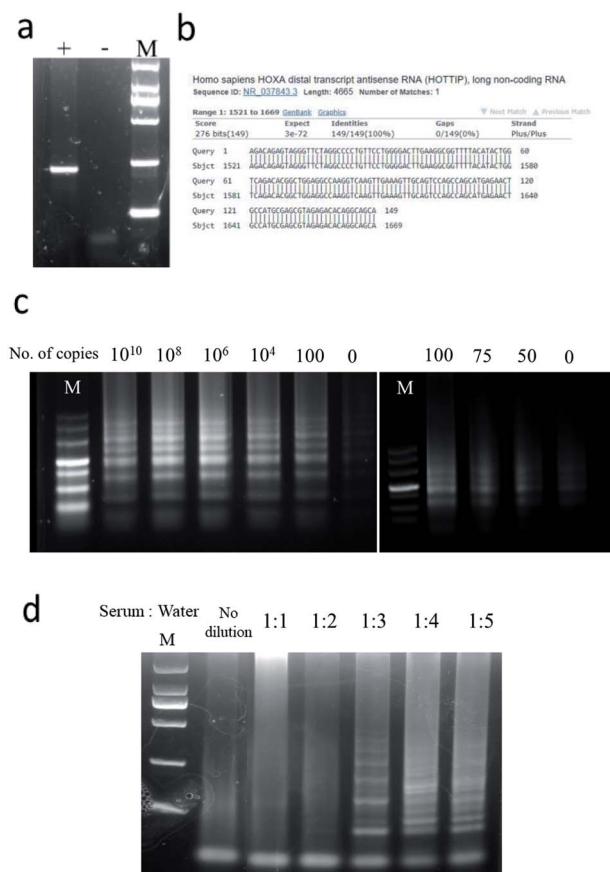 a
+ - M
b
Homo sapiens HOXA distal transcript antisense RNA (HOTTIP), long non-coding RNA
Sequence ID: NR_037843.3 Length: 4665 Number of Matches: 1
Range 1: 1521 to 1669 GenBank Graphics Next Match Previous Match
Score Expect Identities Gaps Strand
276 bits(149) 3e-72 149/149(100%) 0/149(0%) Plus/Plus
Query 1 AGACAGAGTAGGGTTCTAGGCCCCTGTTCCTGGGGACTTGAAGGCGGTTTTACATACTGG 60
Sbjct 1521 AGACAGAGTAGGGTTCTAGGCCCCTGTTCCTGGGGACTTGAAGGCGGTTTTACATACTGG 1580
Query 61 TCAGACACGGCTGGAGGCCAAGGTCAAGTTGAAAGTTGCAGTCCAGCCAGCATGAGAACT 120
Sbjct 1581 TCAGACACGGCTGGAGGCCAAGGTCAAGTTGAAAGTTGCAGTCCAGCCAGCATGAGAACT 1640
Query 121 GCCATGCGAGCGTAGAGACACAGGCAGCA 149
Sbjct 1641 GCCATGCGAGCGTAGAGACACAGGCAGCA 1669
c
No. of copies 10¹⁰ 10⁸ 10⁶ 10⁴ 100 0 100 75 50 0
M M
d
Serum : Water No dilution 1:1 1:2 1:3 1:4 1:5
M